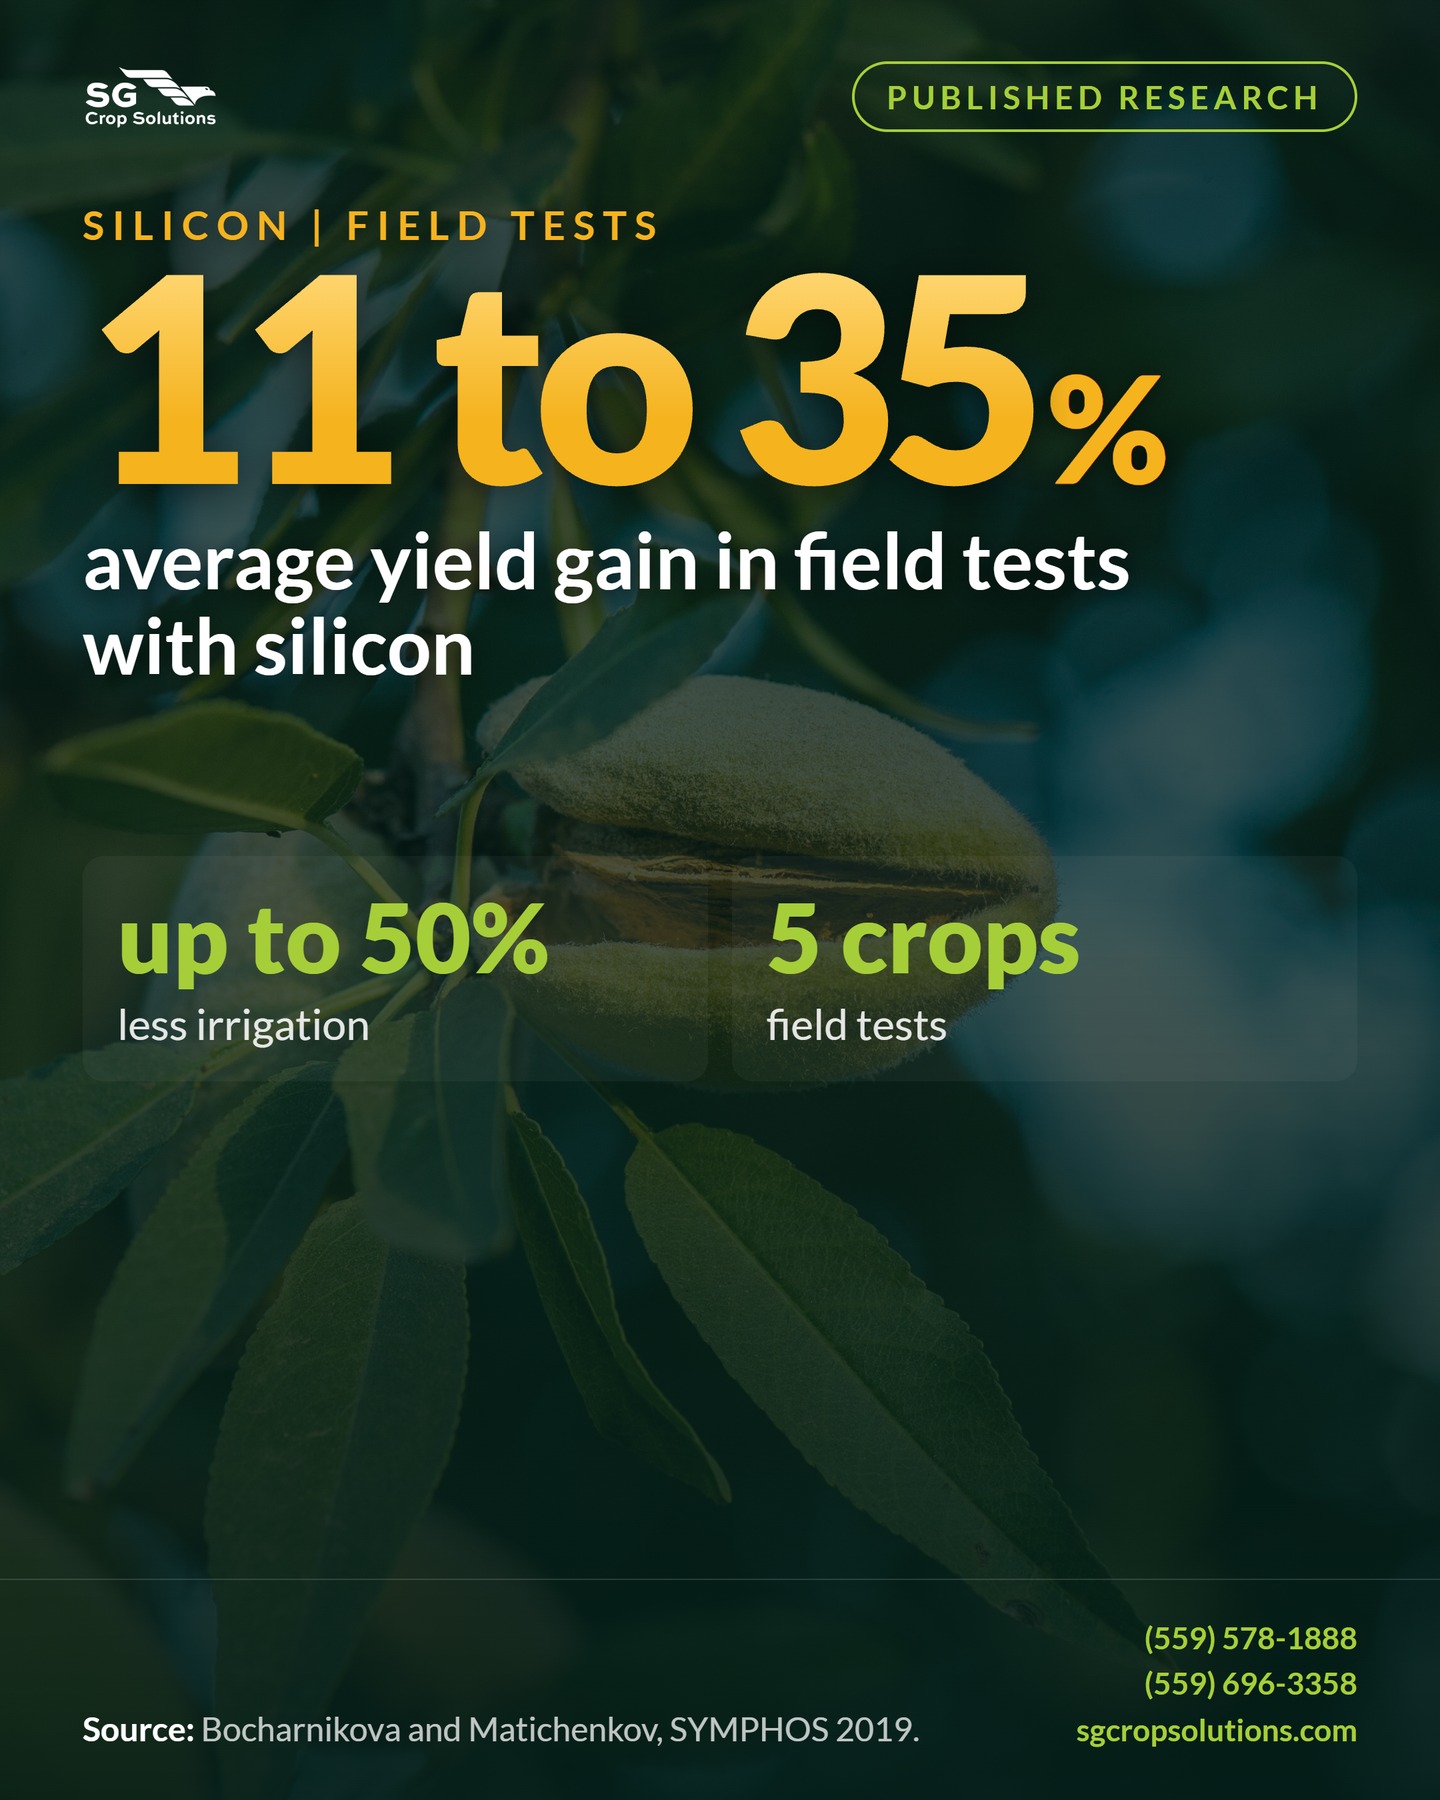 SG
Crop Solutions
PUBLISHED RESEARCH
SILICON | FIELD TESTS
11 to 35%
average yield gain in field tests
with silicon
up to 50%
less irrigation
5 crops
field tests
(559) 578-1888
(559) 696-3358
Source: Bocharnikova and Matichenkov, SYMPHOS 2019.
sgcropsolutions.com